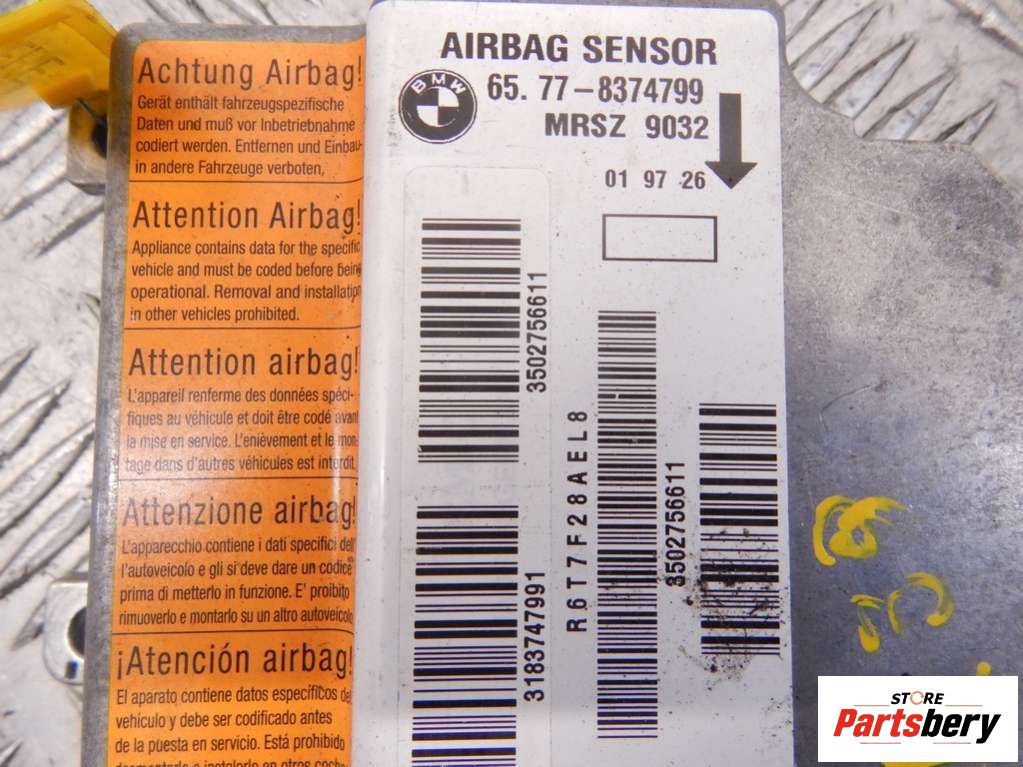 Achtung Airbag!
Gerät enthält fahrzeugspezifische
Daten und muß vor Inbetriebnahme
codiert werden. Entfernen und Einbau
in andere Fahrzeuge verboten.
Attention Airbag!
Appliance contains data for the specific
vehicle and must be coded before being
operational. Removal and installation
in other vehicles prohibited.
Attention airbag!
L'appareil renferme des données spéci-
fiques au véhicule et doit être codé avant
la mise en service. L'enièvement et le mon-
tage dans d'autres véhicules est interdit.
Attenzione airbag!
L'apparecchio contiene i dati specifici dell'
l'autoveicolo e gli si deve dare un codice
prima di metterlo in funzione. E' proibito
rimuoverlo e montarlo su un altro autoveicolo
¡Atención airbag!
El aparato contiene datos específicos del
vehículo y debe ser codificado antes
de la puesta en servicio. Está prohibido
desmontarlo e instalarlo en otros
AIRBAG SENSOR
BMW
65. 77-8374799
MRSZ 9032
01 97 26
3502756611
3183747991
R6T7F28AEL8
3502756611
STORE
Partsbery